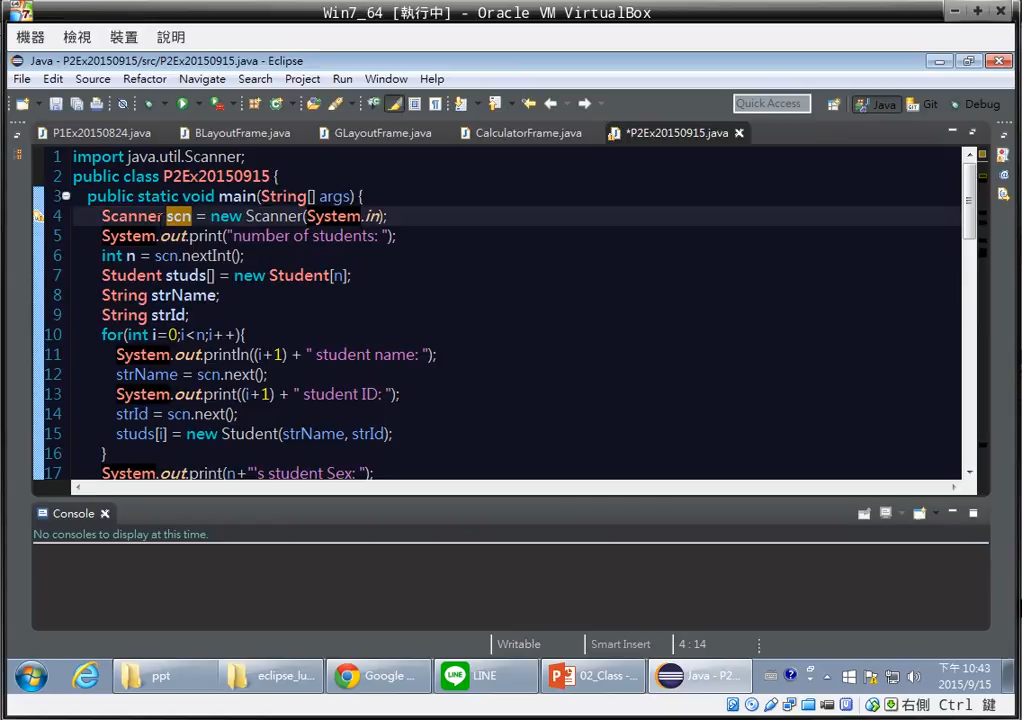 Win7_64 [執行中] - Oracle VM VirtualBox
機器 檢視 裝置 說明
Java - P2Ex20150915/src/P2Ex20150915.java - Eclipse
File Edit Source Refactor Navigate Search Project Run Window Help
Quick Access Java Git Debug
P1Ex20150824.java BLayoutFrame.java GLayoutFrame.java CalculatorFrame.java *P2Ex20150915.java
1 import java.util.Scanner;
2 public class P2Ex20150915 {
3 public static void main(String[] args) {
4 Scanner scn = new Scanner(System.in);
5 System.out.print("number of students: ");
6 int n = scn.nextInt();
7 Student studs[] = new Student[n];
8 String strName;
9 String strId;
10 for(int i=0;i<n;i++){
11 System.out.println((i+1) + " student name: ");
12 strName = scn.next();
13 System.out.print((i+1) + " student ID: ");
14 strId = scn.next();
15 studs[i] = new Student(strName, strId);
16 }
17 System.out.print(n+"'s student Sex: ");
Console
No consoles to display at this time.
Writable Smart Insert 4 : 14
ppt eclipse_lu... Google ... LINE 02_Class -... Java - P2... 下午 10:43
2015/9/15
右側 Ctrl 鍵